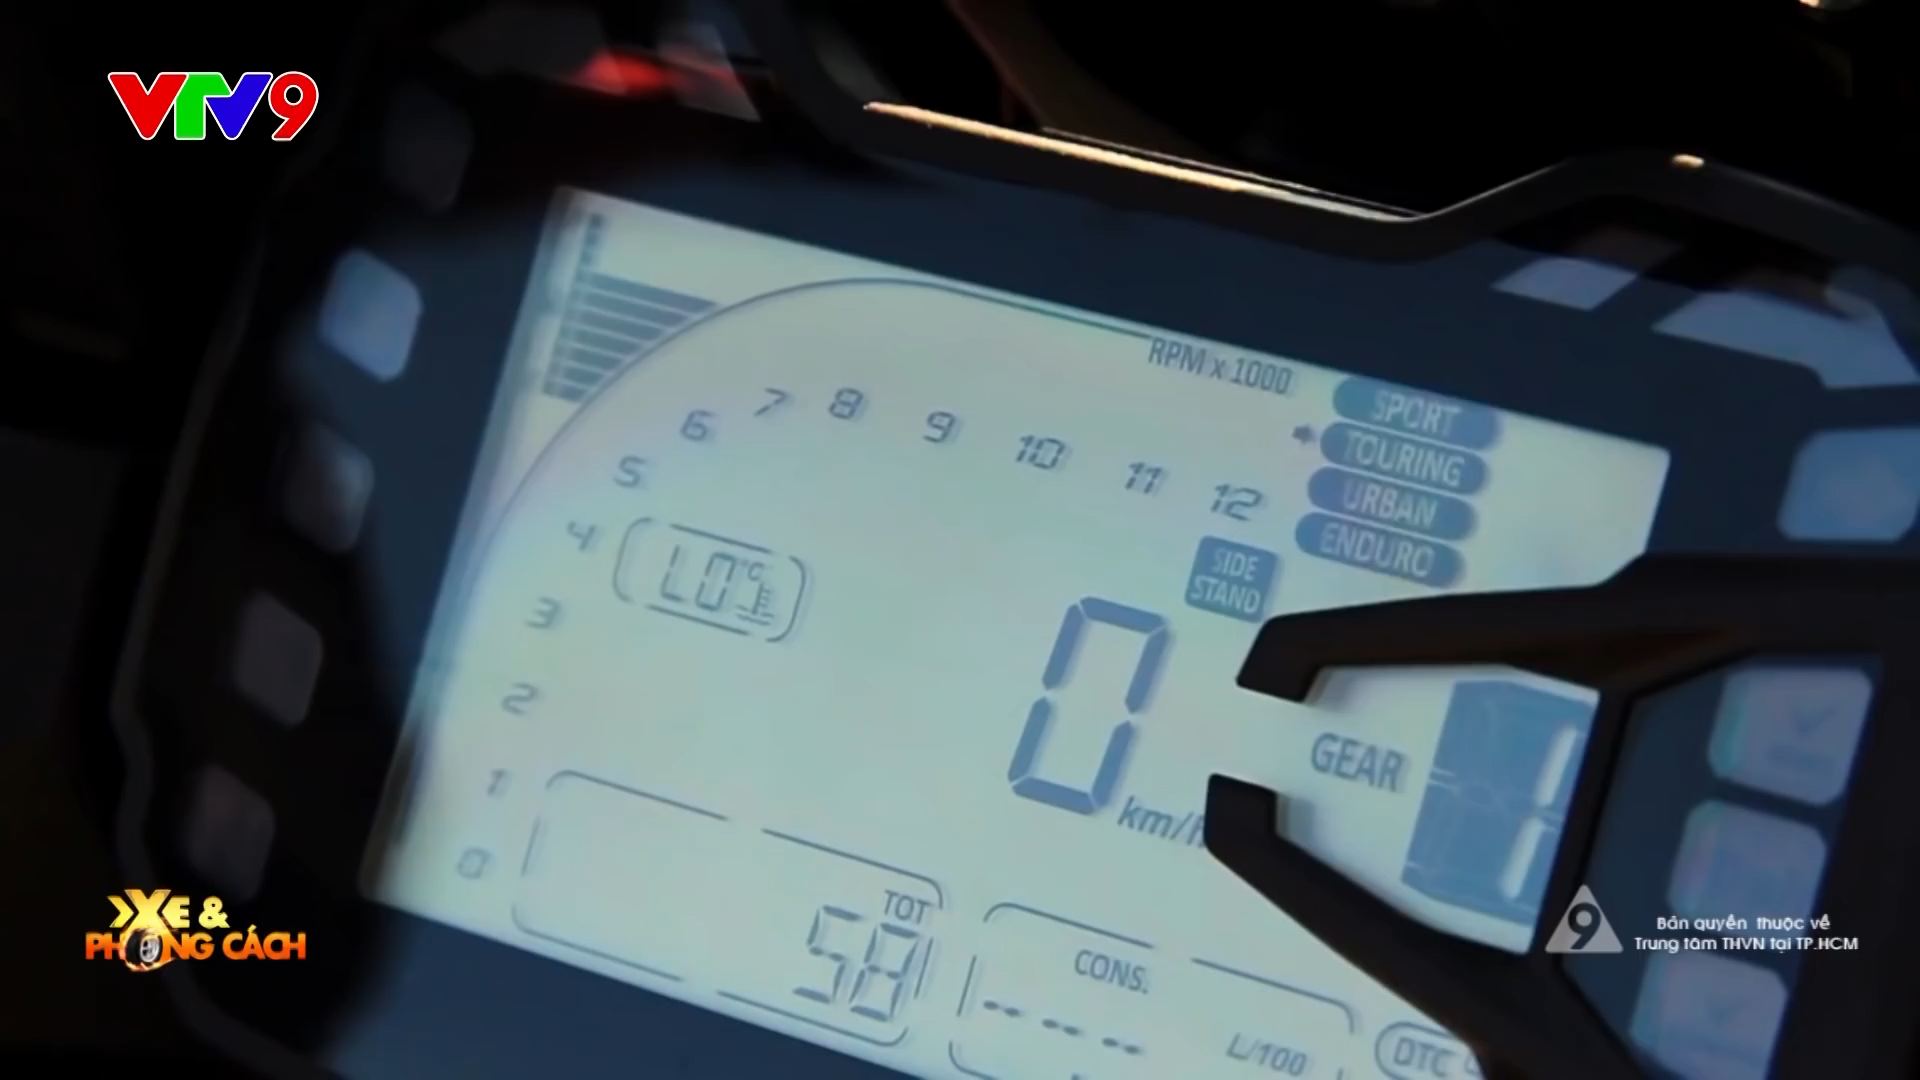 VTV9
RPM x 1000
SPORT
TOURING
URBAN
ENDURO
SIDE
STAND
7
8
9
10
11
12
6
5
4
3
2
1
0
LO °C
0
km/h
GEAR
1
TOT
58
CONS.
----
L/100
DTC
XE &
PHONG CÁCH
9
Bản quyền thuộc về
Trung tâm THVN tại TP.HCM